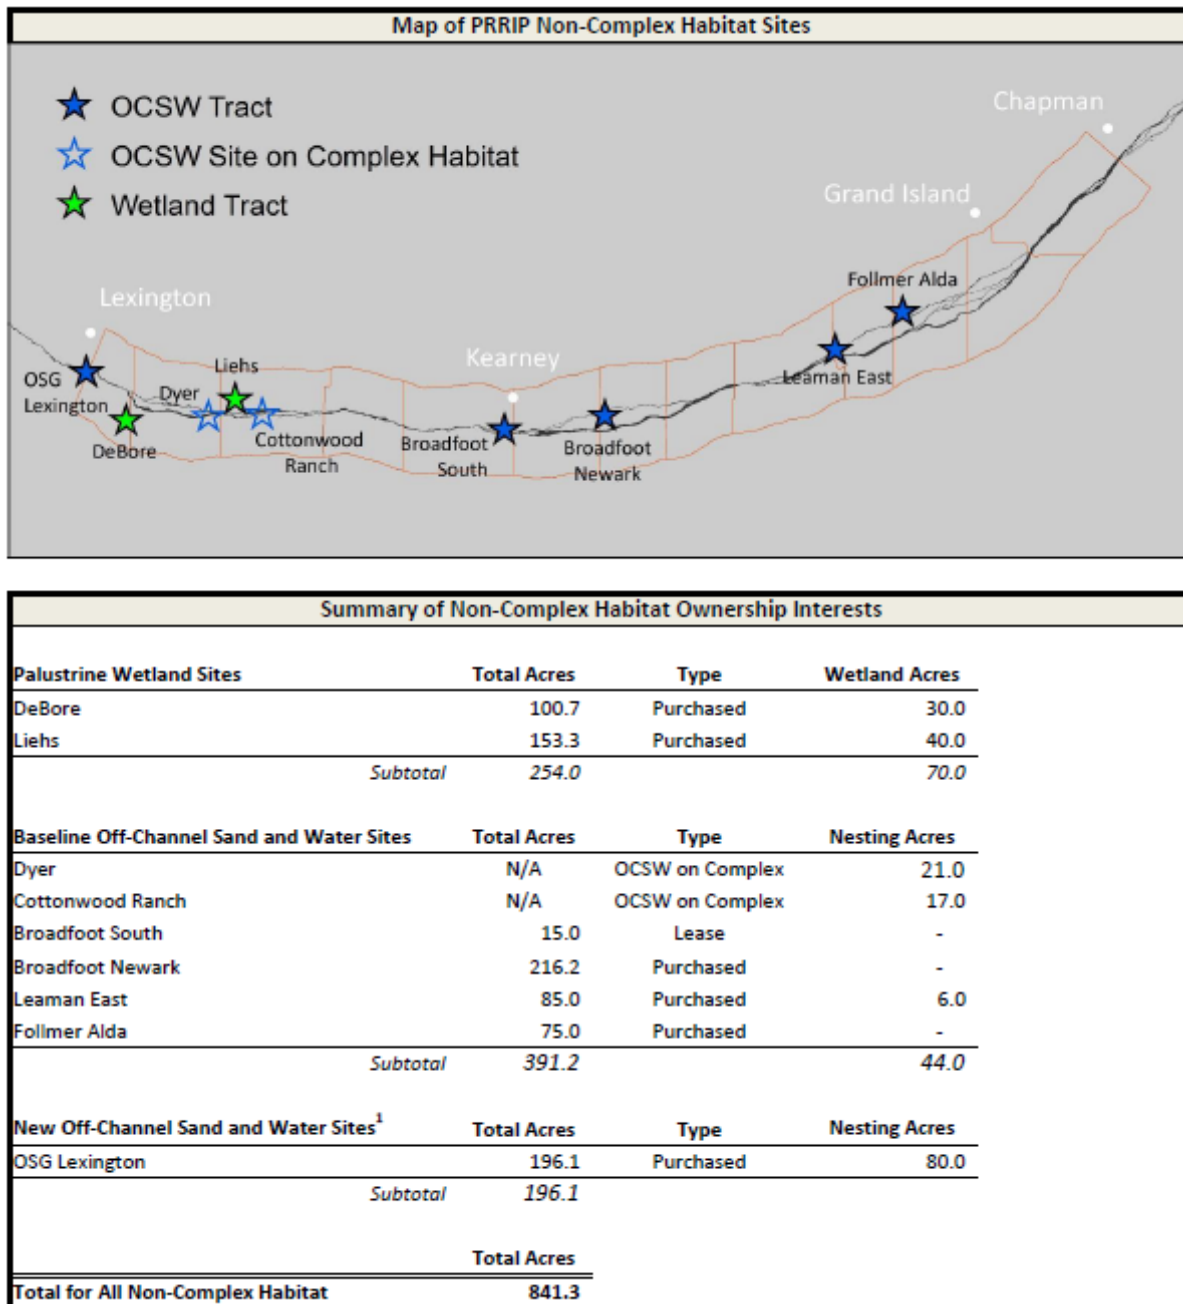 Map of PRRIP Non-Complex Habitat Sites
OCSW Tract
OCSW Site on Complex Habitat
Wetland Tract
Chapman
Grand Island
Follmer Alda
Lexington
Kearney
Leaman East
OSG
Lexington
Dyer
Liehs
DeBore
Cottonwood
Ranch
Broadfoot
South
Broadfoot
Newark
Summary of Non-Complex Habitat Ownership Interests
Palustrine Wetland Sites Total Acres Type Wetland Acres
DeBore 100.7 Purchased 30.0
Liehs 153.3 Purchased 40.0
Subtotal 254.0 70.0
Baseline Off-Channel Sand and Water Sites Total Acres Type Nesting Acres
Dyer N/A OCSW on Complex 21.0
Cottonwood Ranch N/A OCSW on Complex 17.0
Broadfoot South 15.0 Lease -
Broadfoot Newark 216.2 Purchased -
Leaman East 85.0 Purchased 6.0
Follmer Alda 75.0 Purchased -
Subtotal 391.2 44.0
New Off-Channel Sand and Water Sites¹ Total Acres Type Nesting Acres
OSG Lexington 196.1 Purchased 80.0
Subtotal 196.1
Total Acres
Total for All Non-Complex Habitat 841.3